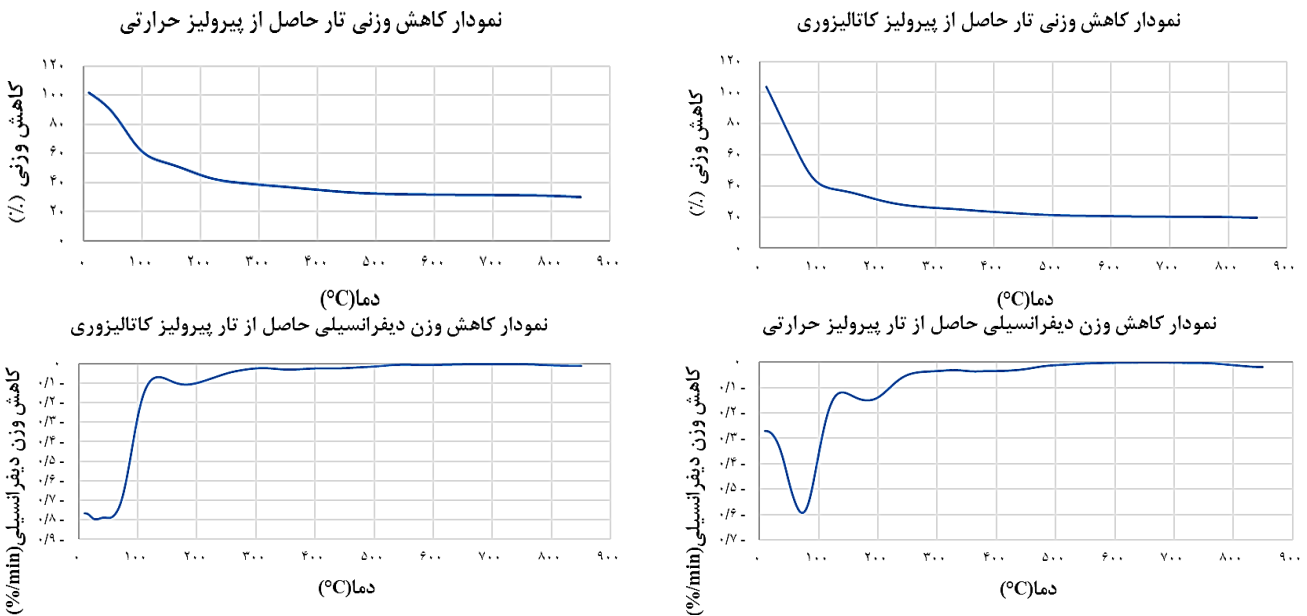 نمودار کاهش وزنی تار حاصل از پیرولیز حرارتی
کاهش وزنی (٪)
۱۲۰
۱۰۰
۸۰
۶۰
۴۰
۲۰
۰
۰ ۱۰۰ ۲۰۰ ۳۰۰ ۴۰۰ ۵۰۰ ۶۰۰ ۷۰۰ ۸۰۰ ۹۰۰
دما(°C)
نمودار کاهش وزنی تار حاصل از پیرولیز کاتالیزوری
کاهش وزنی (٪)
۱۲۰
۱۰۰
۸۰
۶۰
۴۰
۲۰
۰
۰ ۱۰۰ ۲۰۰ ۳۰۰ ۴۰۰ ۵۰۰ ۶۰۰ ۷۰۰ ۸۰۰ ۹۰۰
دما(°C)
نمودار کاهش وزن دیفرانسیلی حاصل از تار پیرولیز کاتالیزوری
کاهش وزن دیفرانسیلی(%/min)
۰
۰/۱ -
۰/۲ -
۰/۳ -
۰/۴ -
۰/۵ -
۰/۶ -
۰/۷ -
۰/۸ -
۰/۹ -
۰ ۱۰۰ ۲۰۰ ۳۰۰ ۴۰۰ ۵۰۰ ۶۰۰ ۷۰۰ ۸۰۰ ۹۰۰
دما(°C)
نمودار کاهش وزن دیفرانسیلی حاصل از تار پیرولیز حرارتی
کاهش وزن دیفرانسیلی(%/min)
۰
۰/۱ -
۰/۲ -
۰/۳ -
۰/۴ -
۰/۵ -
۰/۶ -
۰/۷ -
۰ ۱۰۰ ۲۰۰ ۳۰۰ ۴۰۰ ۵۰۰ ۶۰۰ ۷۰۰ ۸۰۰ ۹۰۰
دما(°C)